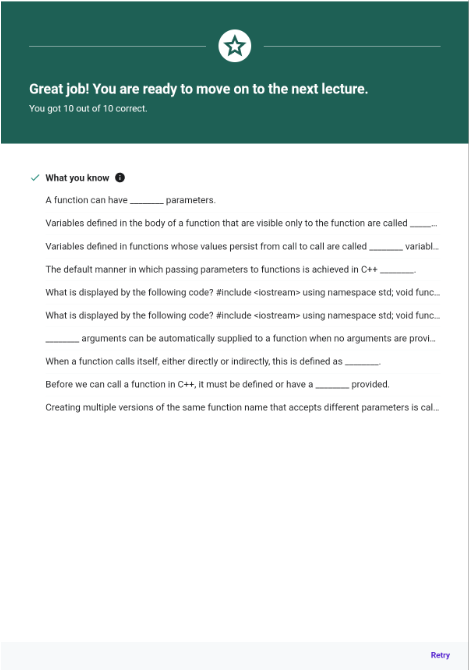 Great job! You are ready to move on to the next lecture.
You got 10 out of 10 correct.
What you know
A function can have _______ parameters.
Variables defined in the body of a function that are visible only to the function are called ____...
Variables defined in functions whose values persist from call to call are called _______ variabl...
The default manner in which passing parameters to functions is achieved in C++ _______.
What is displayed by the following code? #include <iostream> using namespace std; void func...
What is displayed by the following code? #include <iostream> using namespace std; void func...
_______ arguments can be automatically supplied to a function when no arguments are provi...
When a function calls itself, either directly or indirectly, this is defined as _______.
Before we can call a function in C++, it must be defined or have a _______ provided.
Creating multiple versions of the same function name that accepts different parameters is cal...
Retry